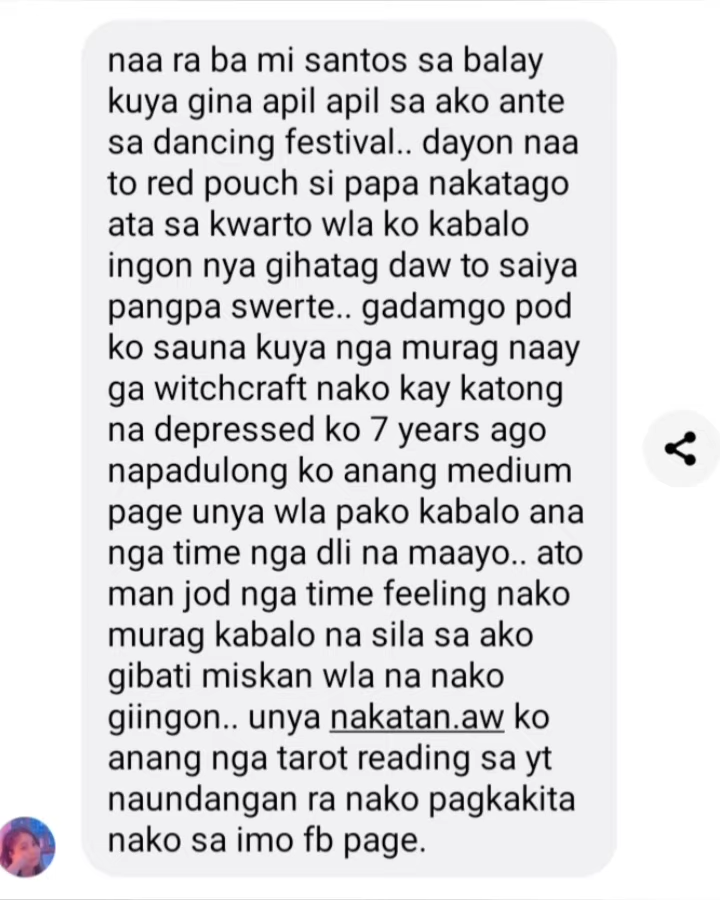 naa ra ba mi santos sa balay
kuya gina apil apil sa ako ante
sa dancing festival.. dayon naa
to red pouch si papa nakatago
ata sa kwarto wla ko kabalo
ingon nya gihatag daw to saiya
pangpa swerte.. gadamgo pod
ko sauna kuya nga murag naay
ga witchcraft nako kay katong
na depressed ko 7 years ago
napadulong ko anang medium
page unya wla pako kabalo ana
nga time nga dli na maayo.. ato
man jod nga time feeling nako
murag kabalo na sila sa ako
gibati miskan wla na nako
giingon.. unya nakatan.aw ko
anang nga tarot reading sa yt
naundangan ra nako pagkakita
nako sa imo fb page.